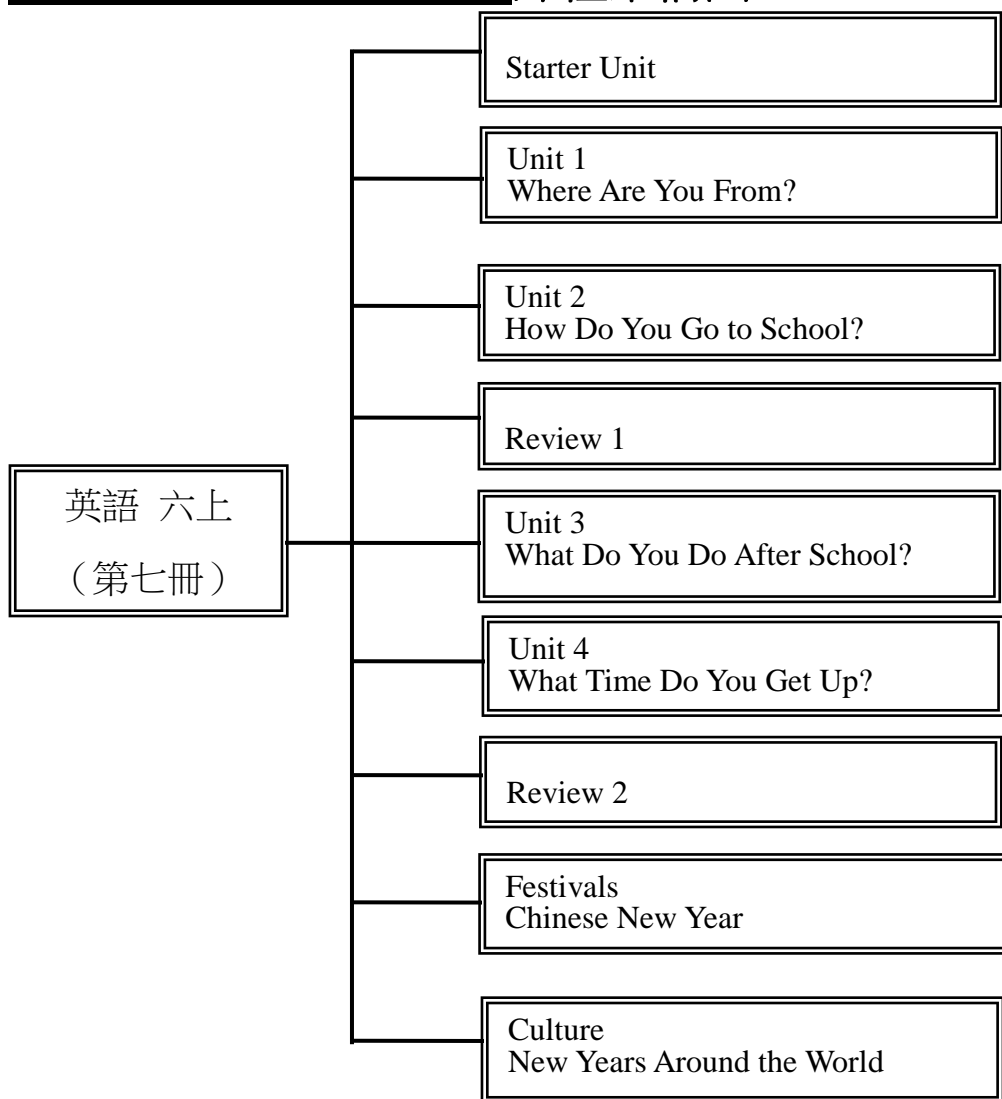 Starter Unit
Unit 1
Where Are You From?
Unit 2
How Do You Go to School?
Review 1
英語 六上
（第七冊）
Unit 3
What Do You Do After School?
Unit 4
What Time Do You Get Up?
Review 2
Festivals
Chinese New Year
Culture
New Years Around the World